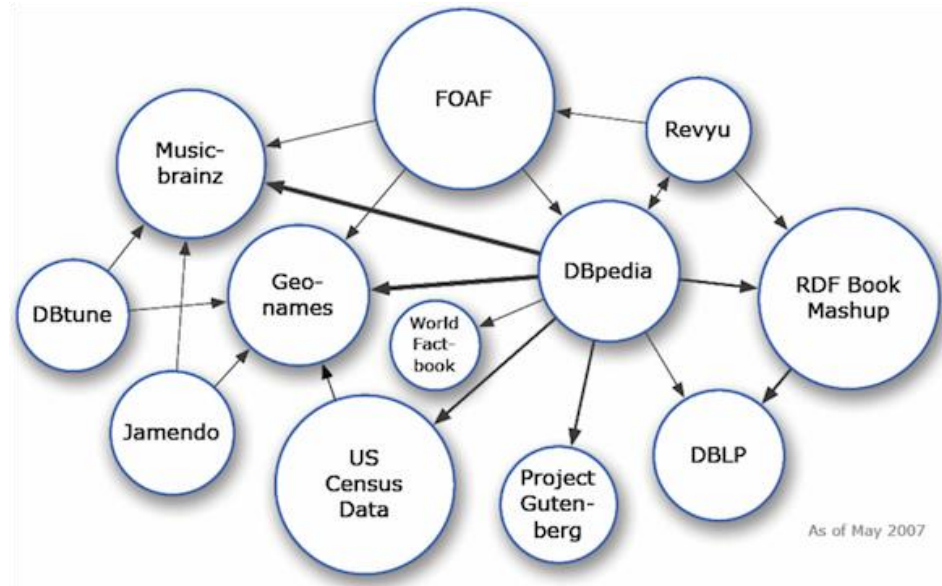 FOAF
Revyu
Music-
brainz
DBpedia
RDF Book
Mashup
Geo-
names
DBtune
World
Fact-
book
Jamendo
US
Census
Data
Project
Guten-
berg
DBLP
As of May 2007